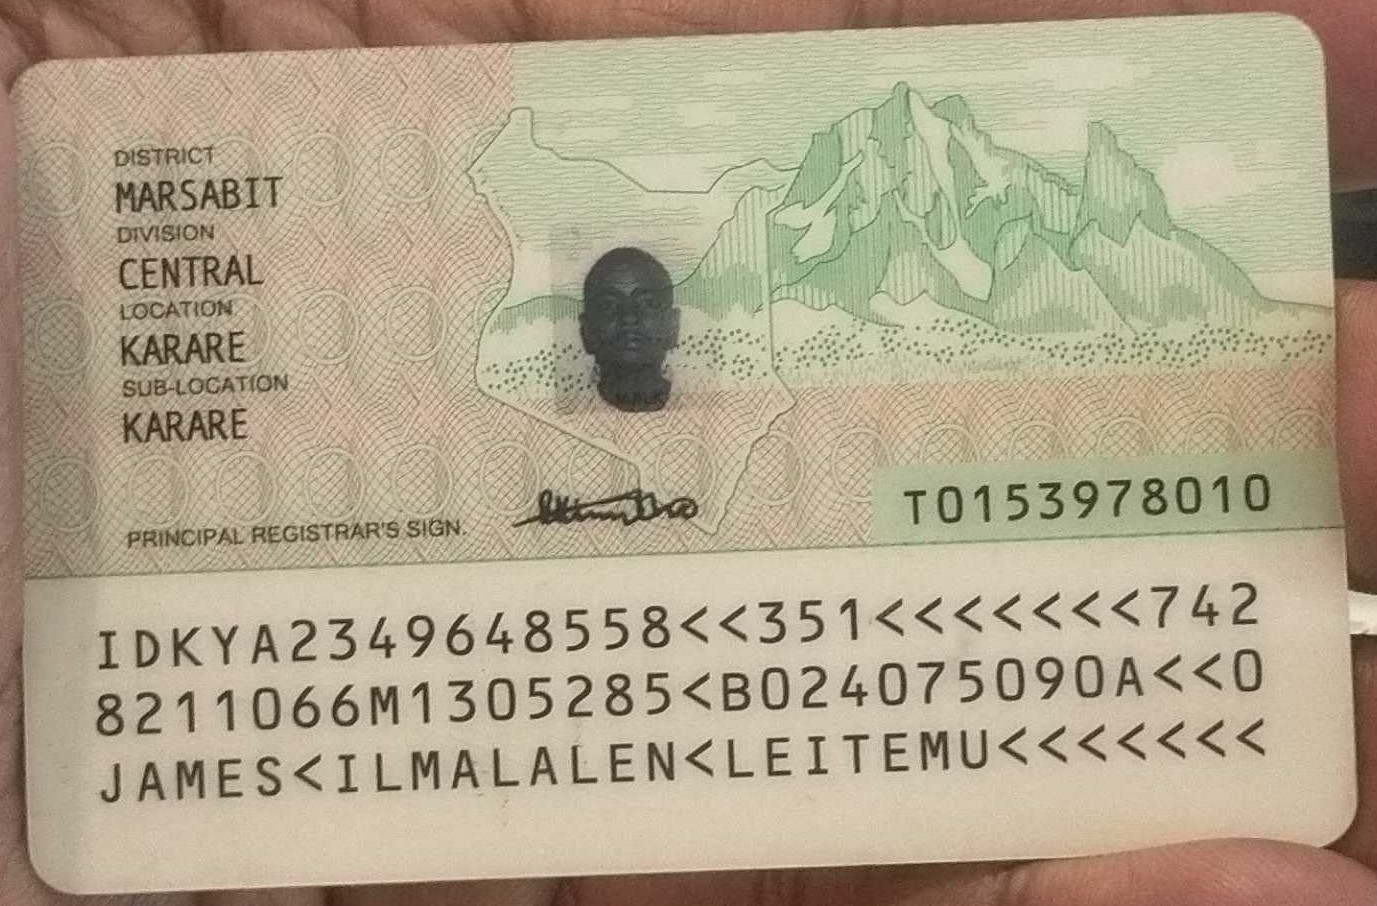 DISTRICT
MARSABIT
DIVISION
CENTRAL
LOCATION
KARARE
SUB-LOCATION
KARARE
PRINCIPAL REGISTRAR'S SIGN.
T0153978010
IDKYA2349648558<<351<<<<<<<742
8211066M1305285<B024075090A<<0
JAMES<ILMALALEN<LEITEMU<<<<<<<